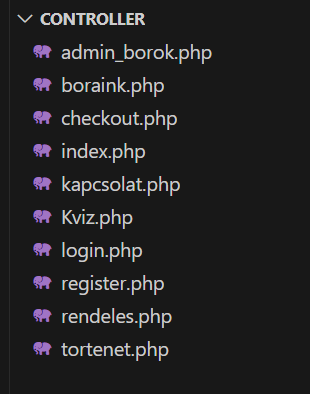 CONTROLLER
admin_borok.php
boraink.php
checkout.php
index.php
kapcsolat.php
Kviz.php
login.php
register.php
rendeles.php
tortenet.php